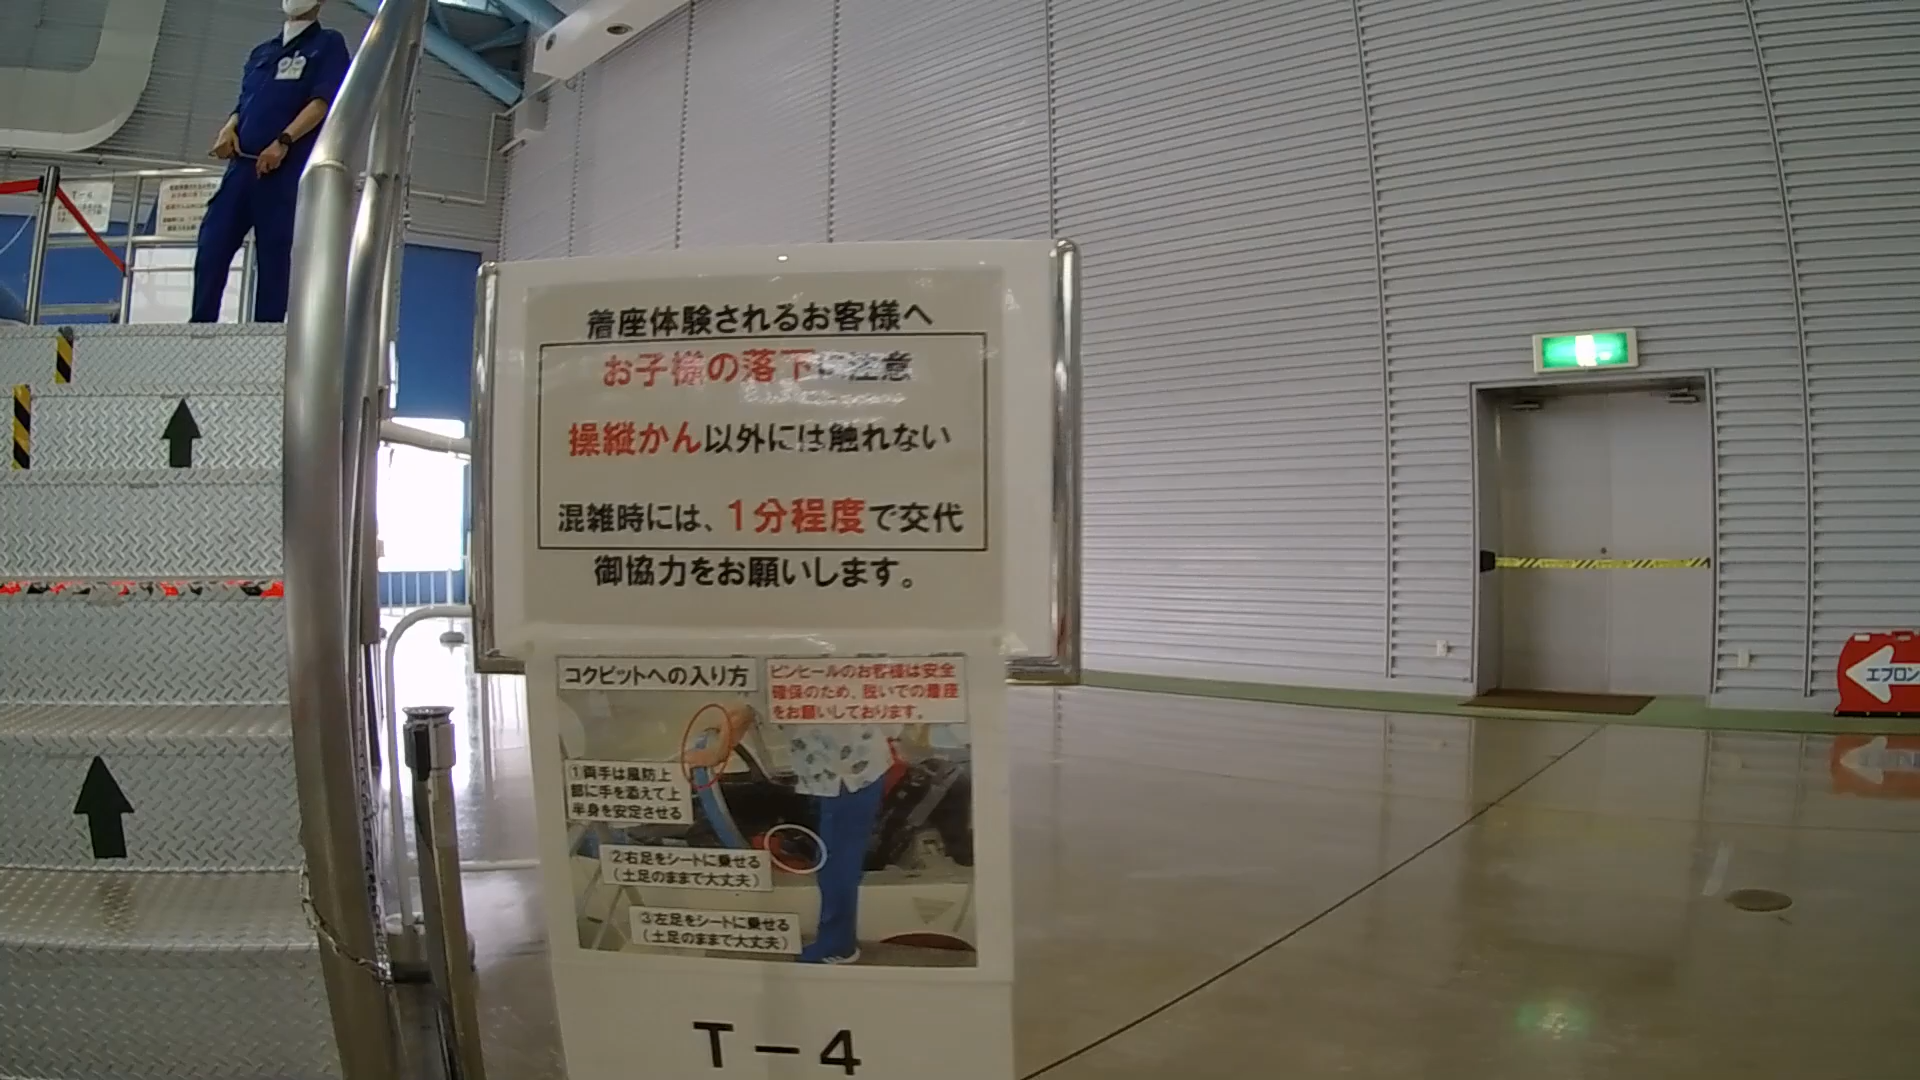 着座体験されるお客様へ
お子様の落下に注意
操縦かん以外には触れない
混雑時には、1分程度で交代
御協力をお願いします。
コクピットへの入り方
ピンヒールのお客様は安全
確保のため、脱いでの着座
をお願いしております。
①両手は風防上
部に手を添えて上
半身を安定させる
②右足をシートに乗せる
(土足のままで大丈夫)
③左足をシートに乗せる
(土足のままで大丈夫)
T-4
T-4
エプロン